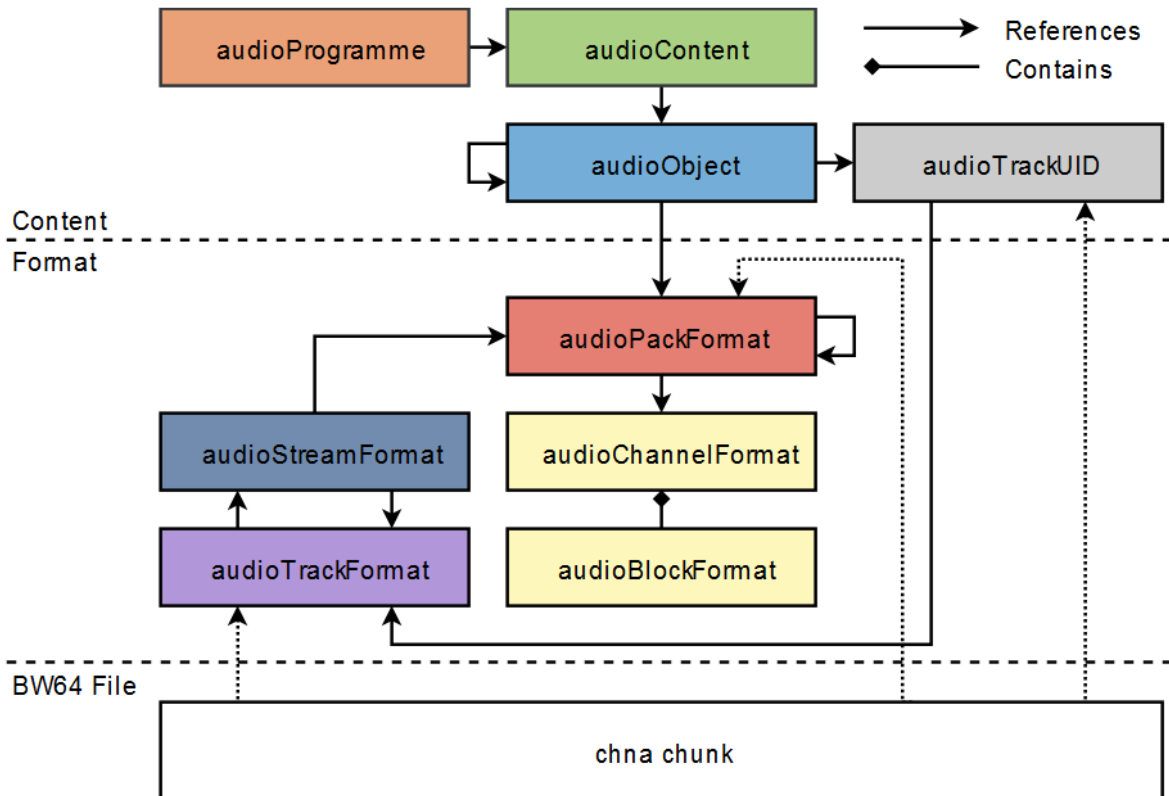 audioProgramme
audioContent
References
Contains
audioObject
audioTrackUID
Content
Format
audioPackFormat
audioStreamFormat
audioChannelFormat
audioTrackFormat
audioBlockFormat
BW64 File
chna chunk